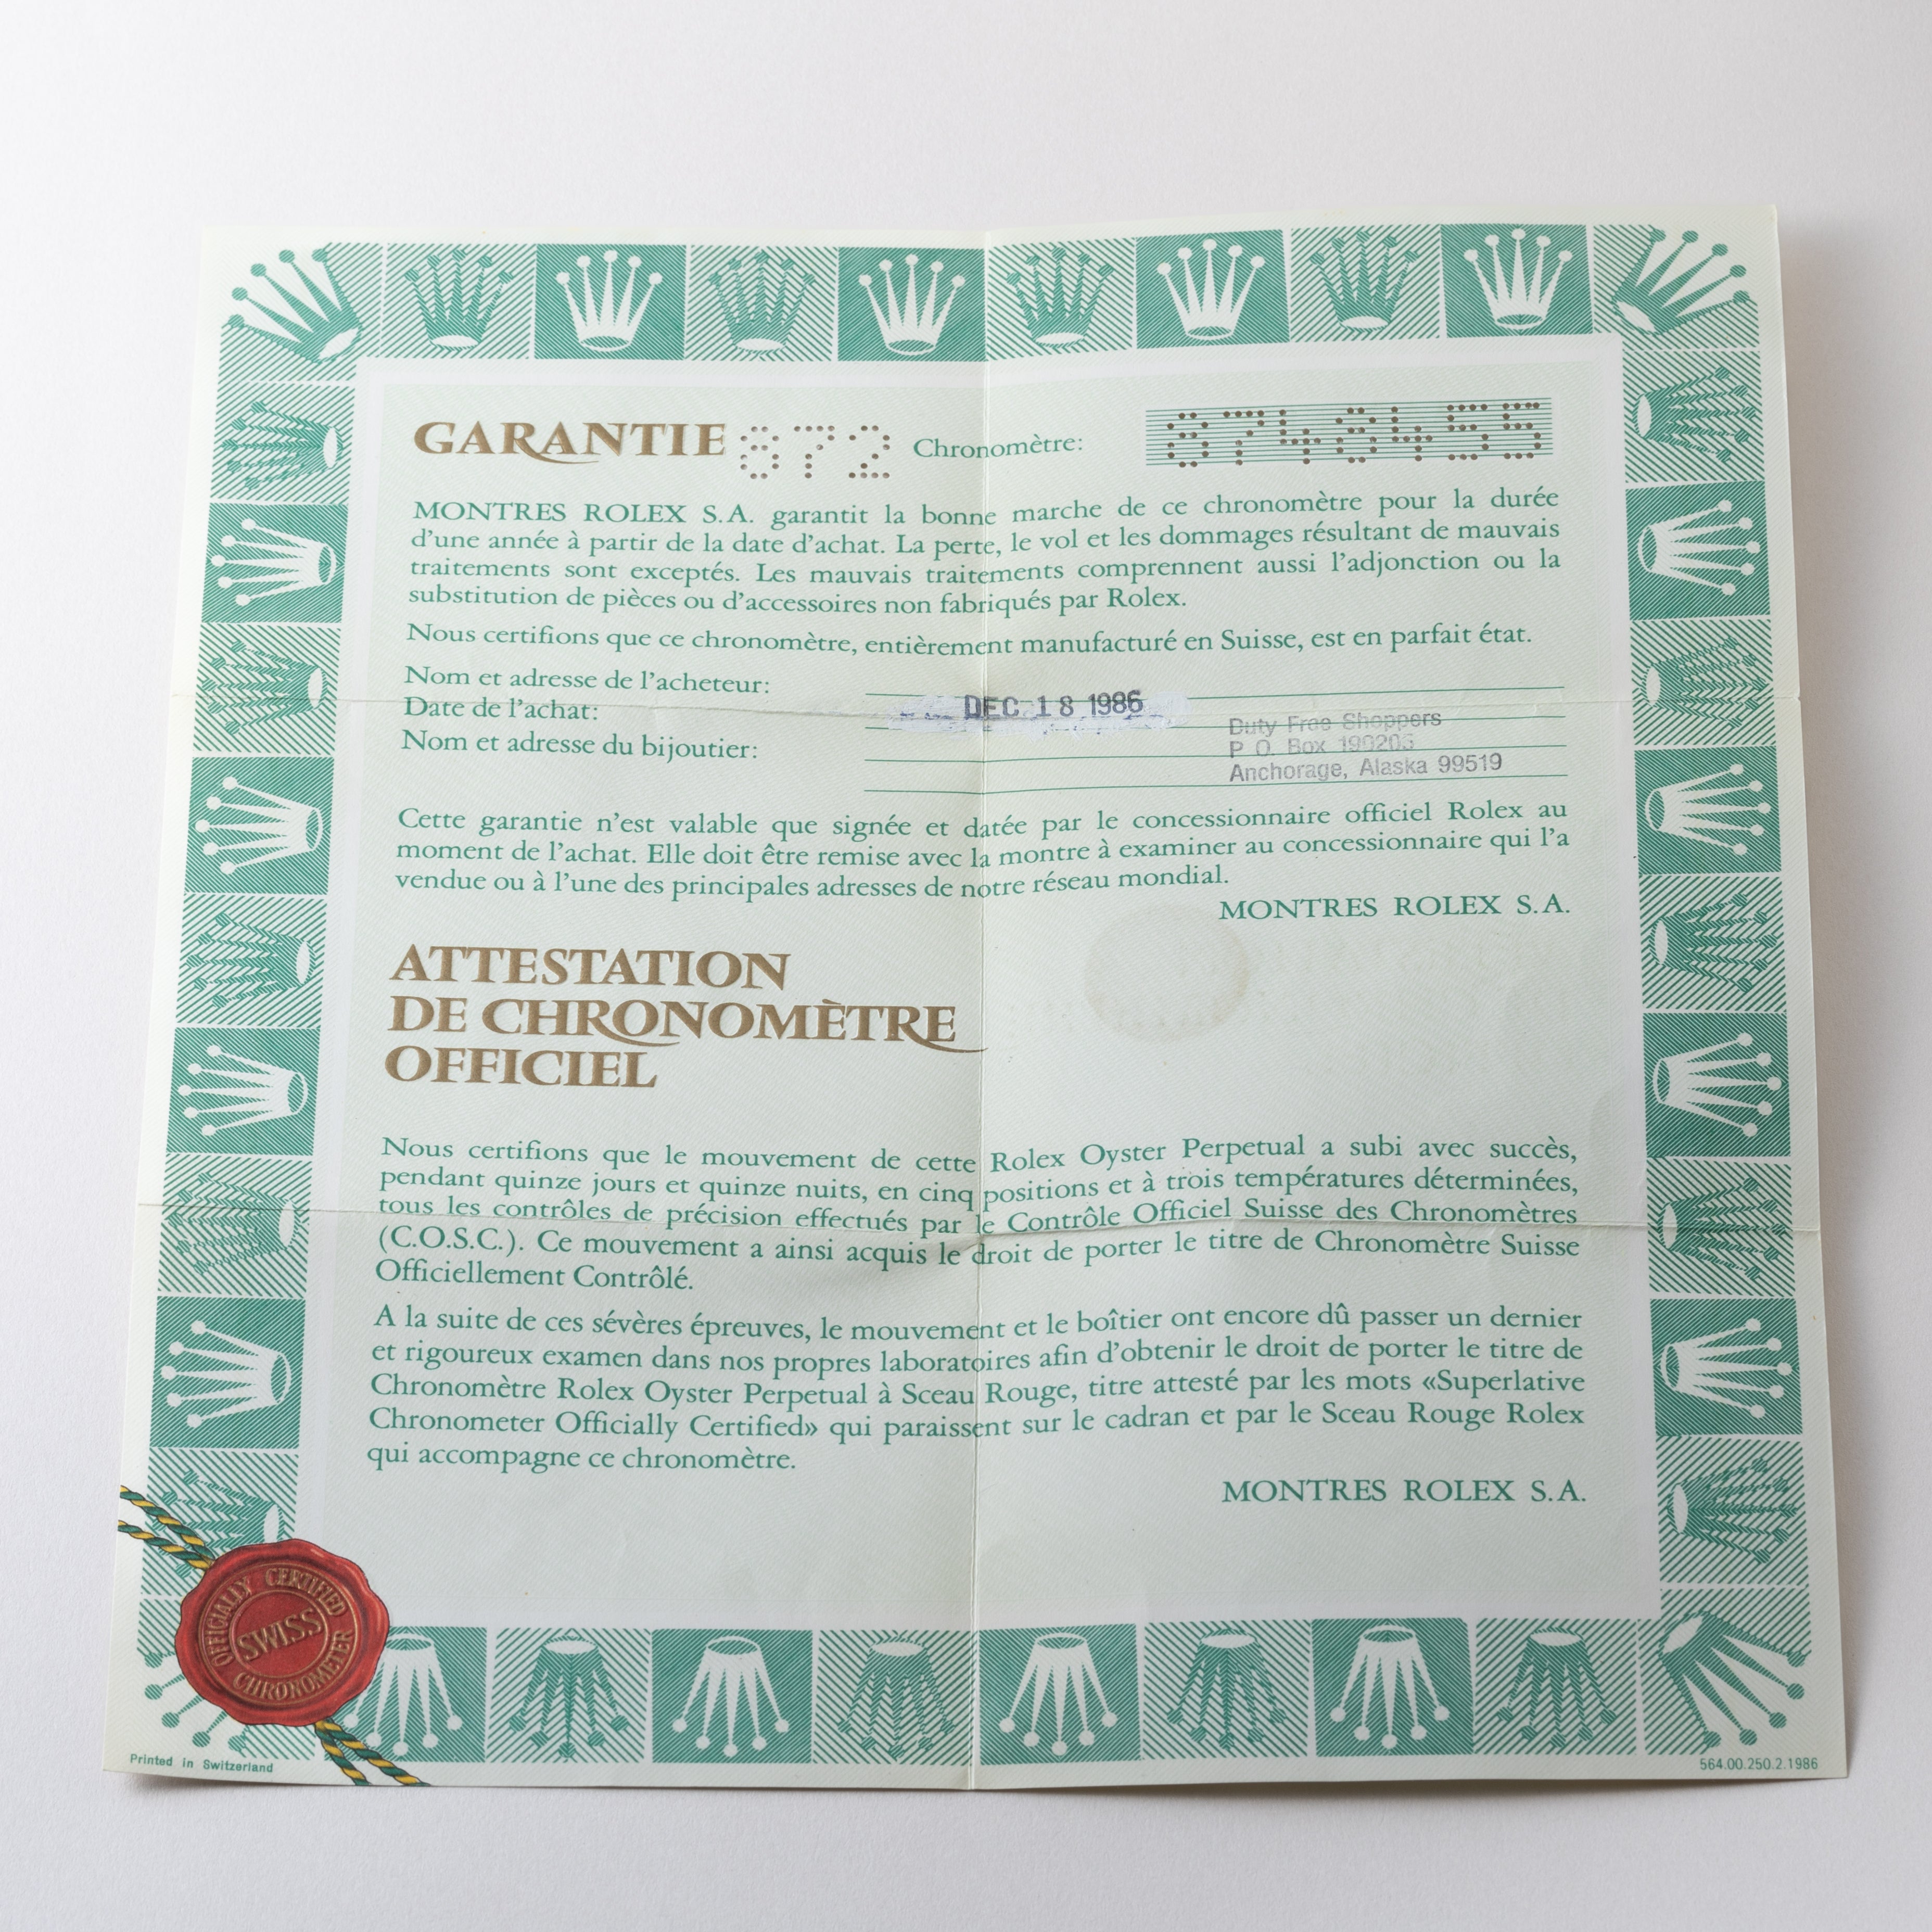 GARANTIE 872 Chronomètre: 8748455
MONTRES ROLEX S.A. garantit la bonne marche de ce chronomètre pour la durée
d'une année à partir de la date d'achat. La perte, le vol et les dommages résultant de mauvais
traitements sont exceptés. Les mauvais traitements comprennent aussi l'adjonction ou la
substitution de pièces ou d'accessoires non fabriqués par Rolex.
Nous certifions que ce chronomètre, entièrement manufacturé en Suisse, est en parfait état.
Nom et adresse de l'acheteur:
Date de l'achat: DEC 18 1986
Nom et adresse du bijoutier:
Duty Free Shoppers
P O. Box
Anchorage, Alaska 99519
Cette garantie n'est valable que signée et datée par le concessionnaire officiel Rolex au
moment de l'achat. Elle doit être remise avec la montre à examiner au concessionnaire qui l'a
vendue ou à l'une des principales adresses de notre réseau mondial.
MONTRES ROLEX S.A.
ATTESTATION
DE CHRONOMÈTRE
OFFICIEL
Nous certifions que le mouvement de cette Rolex Oyster Perpetual a subi avec succès,
pendant quinze jours et quinze nuits, en cinq positions et à trois températures déterminées,
tous les contrôles de précision effectués par le Contrôle Officiel Suisse des Chronomètres
(C.O.S.C.). Ce mouvement a ainsi acquis le droit de porter le titre de Chronomètre Suisse
Officiellement Contrôlé.
A la suite de ces sévères épreuves, le mouvement et le boîtier ont encore dû passer un dernier
et rigoureux examen dans nos propres laboratoires afin d'obtenir le droit de porter le titre de
Chronomètre Rolex Oyster Perpetual à Sceau Rouge, titre attesté par les mots «Superlative
Chronometer Officially Certified» qui paraissent sur le cadran et par le Sceau Rouge Rolex
qui accompagne ce chronomètre.
MONTRES ROLEX S.A.
OFFICIALLY CERTIFIED
SWISS
CHRONOMETER
Printed in Switzerland
564.00.250.2.1986